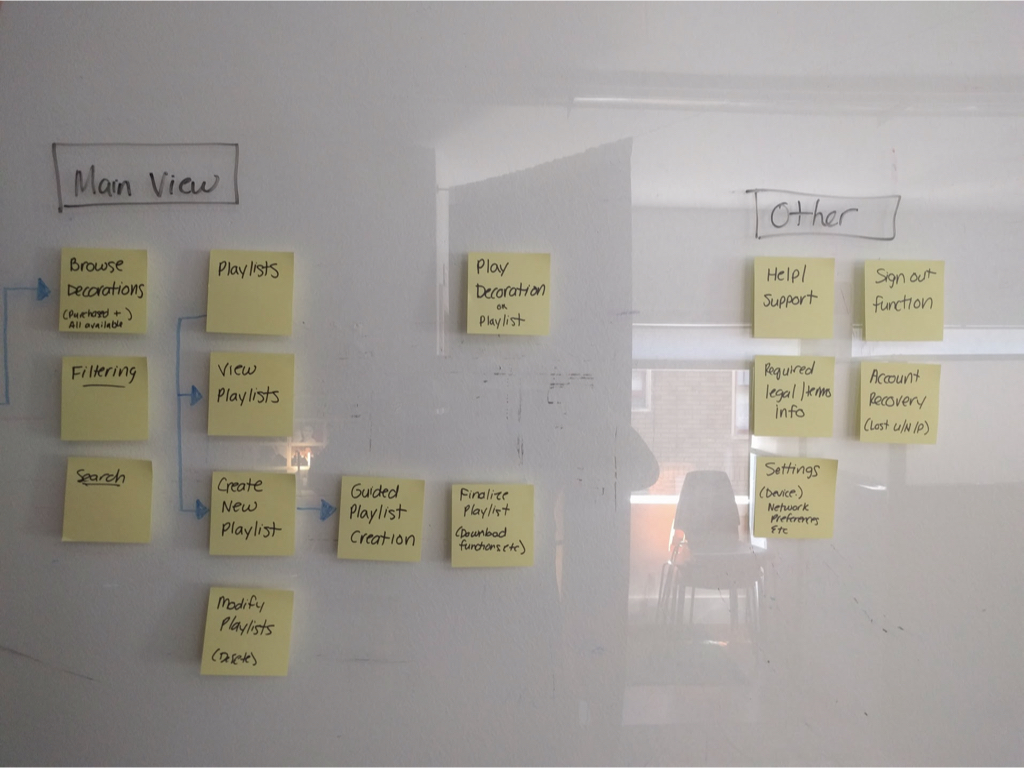 Main View
Browse
Decorations
(Purchased +)
All available
Filtering
Search
Playlists
View
Playlists
Create
New
Playlist
Modify
Playlists
(Delete)
Guided
Playlist
Creation
Finalize
Playlist
(Download
functions etc)
Play
Decoration
OR
Playlist
Other
Help/
Support
Required
legal/terms
info
Settings
(Device)
Network
Preferences
Etc
Sign out
function
Account
Recovery
(Lost U/N/P)